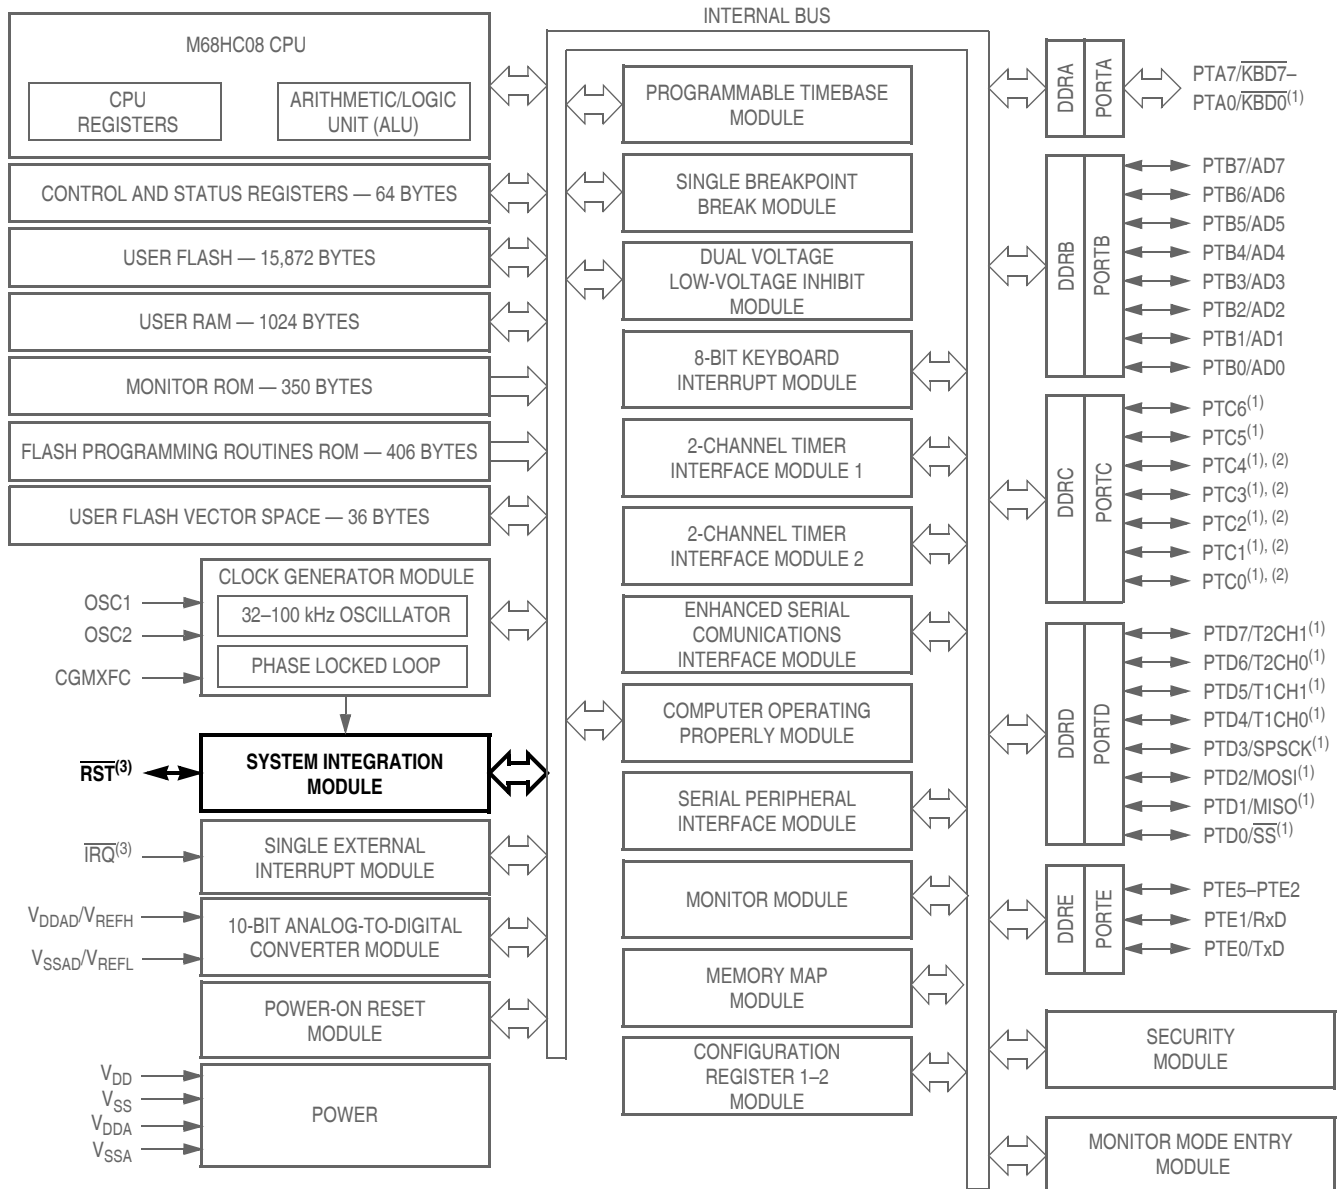 INTERNAL BUS
M68HC08 CPU
CPU
REGISTERS
ARITHMETIC/LOGIC
UNIT (ALU)
CONTROL AND STATUS REGISTERS — 64 BYTES
USER FLASH — 15,872 BYTES
USER RAM — 1024 BYTES
MONITOR ROM — 350 BYTES
FLASH PROGRAMMING ROUTINES ROM — 406 BYTES
USER FLASH VECTOR SPACE — 36 BYTES
CLOCK GENERATOR MODULE
32–100 kHz OSCILLATOR
PHASE LOCKED LOOP
OSC1
OSC2
CGMXFC
SYSTEM INTEGRATION
MODULE
RST(3)
SINGLE EXTERNAL
INTERRUPT MODULE
IRQ(3)
10-BIT ANALOG-TO-DIGITAL
CONVERTER MODULE
VDDAD/VREFH
VSSAD/VREFL
POWER-ON RESET
MODULE
POWER
VDD
VSS
VDDA
VSSA
PROGRAMMABLE TIMEBASE
MODULE
SINGLE BREAKPOINT
BREAK MODULE
DUAL VOLTAGE
LOW-VOLTAGE INHIBIT
MODULE
8-BIT KEYBOARD
INTERRUPT MODULE
2-CHANNEL TIMER
INTERFACE MODULE 1
2-CHANNEL TIMER
INTERFACE MODULE 2
ENHANCED SERIAL
COMUNICATIONS
INTERFACE MODULE
COMPUTER OPERATING
PROPERLY MODULE
SERIAL PERIPHERAL
INTERFACE MODULE
MONITOR MODULE
MEMORY MAP
MODULE
CONFIGURATION
REGISTER 1–2
MODULE
DDRA
PORTA
PTA7/KBD7–
PTA0/KBD0(1)
DDRB
PORTB
PTB7/AD7
PTB6/AD6
PTB5/AD5
PTB4/AD4
PTB3/AD3
PTB2/AD2
PTB1/AD1
PTB0/AD0
DDRC
PORTC
PTC6(1)
PTC5(1)
PTC4(1), (2)
PTC3(1), (2)
PTC2(1), (2)
PTC1(1), (2)
PTC0(1), (2)
DDRD
PORTD
PTD7/T2CH1(1)
PTD6/T2CH0(1)
PTD5/T1CH1(1)
PTD4/T1CH0(1)
PTD3/SPSCK(1)
PTD2/MOSI(1)
PTD1/MISO(1)
PTD0/SS(1)
DDRE
PORTE
PTE5–PTE2
PTE1/RxD
PTE0/TxD
SECURITY
MODULE
MONITOR MODE ENTRY
MODULE